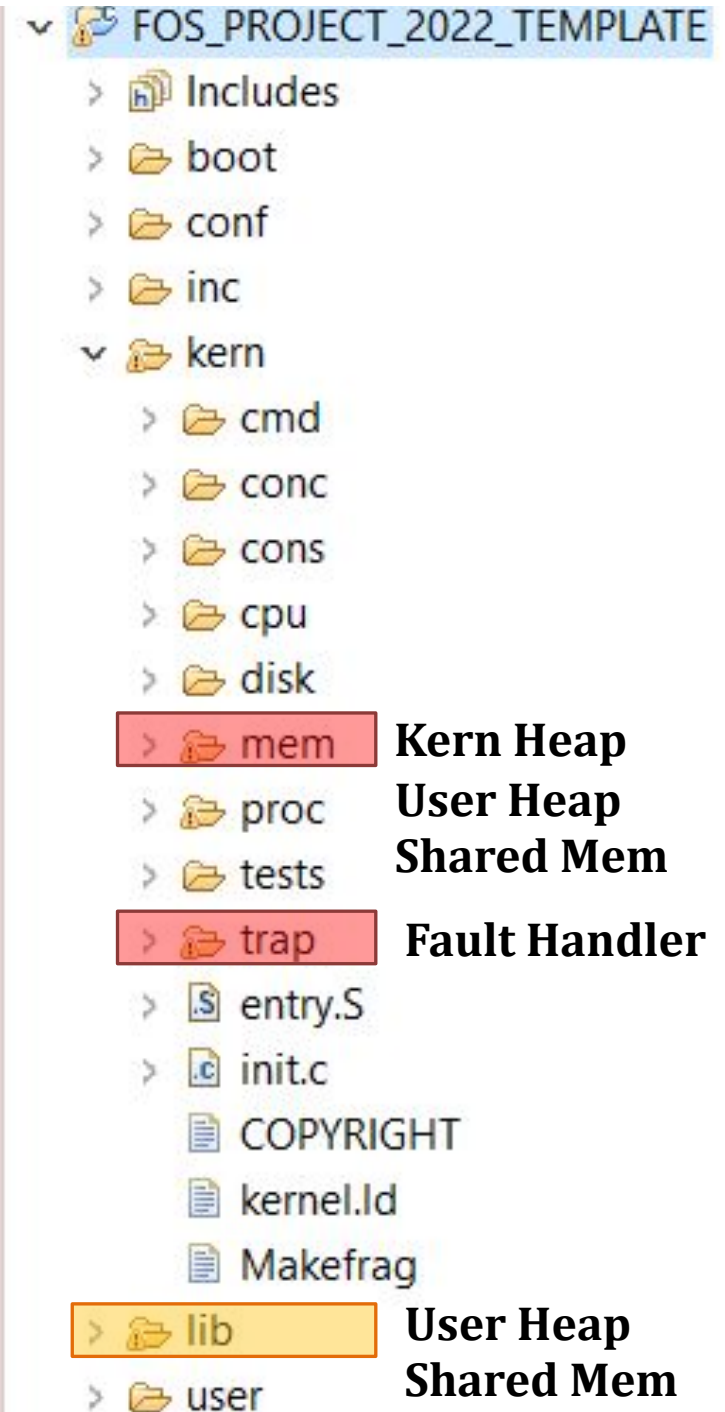 FOS_PROJECT_2022_TEMPLATE
Includes
boot
conf
inc
kern
cmd
conc
cons
cpu
disk
mem Kern Heap
proc User Heap
tests Shared Mem
trap Fault Handler
entry.S
init.c
COPYRIGHT
kernel.ld
Makefrag
lib User Heap
user Shared Mem